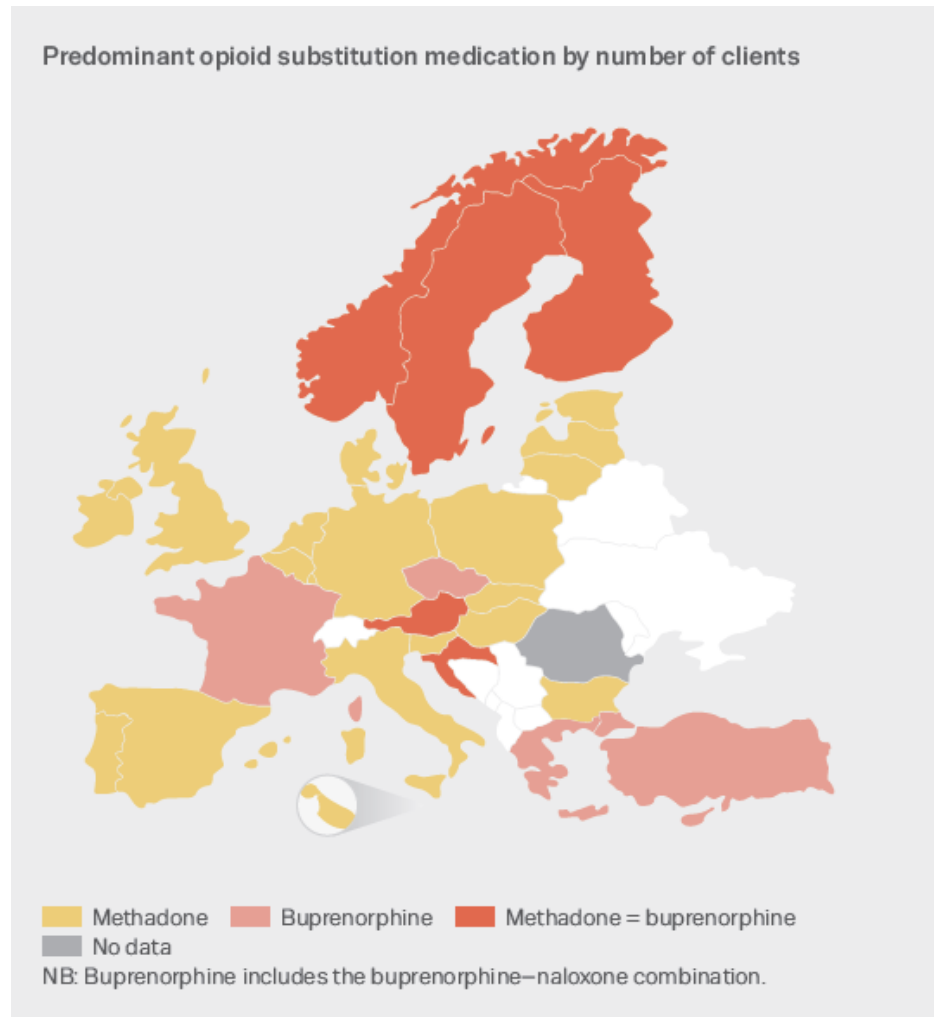 Predominant opioid substitution medication by number of clients
Methadone Buprenorphine Methadone = buprenorphine
No data
NB: Buprenorphine includes the buprenorphine–naloxone combination.